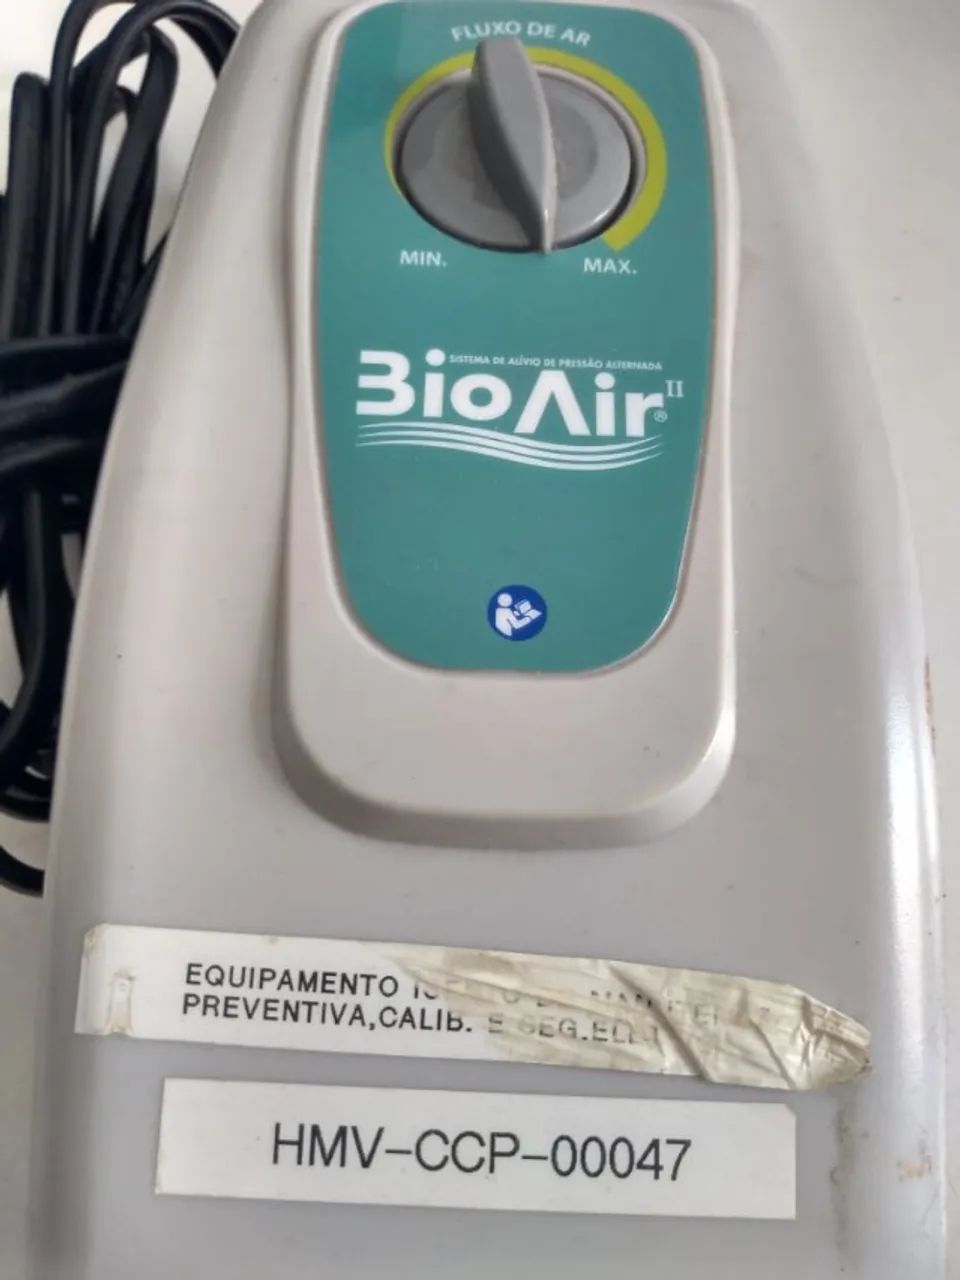 FLUXO DE AR
MIN. MAX.
SISTEMA DE ALÍVIO DE PRESSÃO ALTERNADA
BioAir II ®
EQUIPAMENTO
PREVENTIVA,CALIB. E SEG.
HMV-CCP-00047